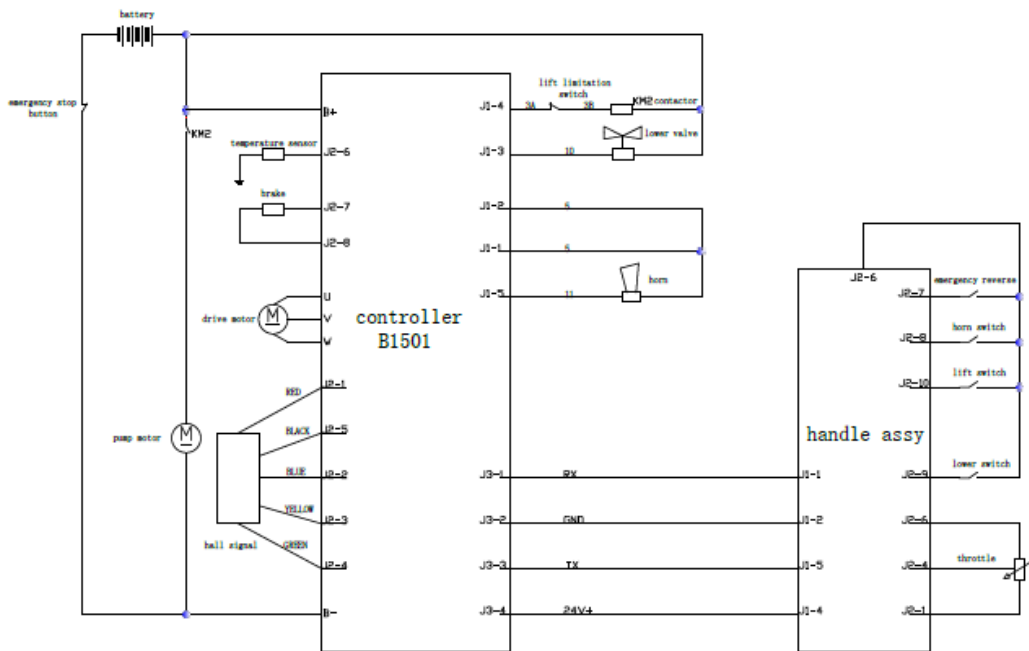 battery
emergency stop
button
KM2
temperature sensor
brake
drive motor
M
pump motor
M
hall signal
RED
BLACK
BLUE
YELLOW
GREEN
B+
J2-6
J2-7
J2-8
U
V
W
J2-1
J2-5
J2-2
J2-3
J2-4
B-
controller
B1501
J1-4
J1-3
J1-2
J1-1
J1-5
J3-1
J3-2
J3-3
J3-4
lift limitation
switch
3A
3B
KM2 contactor
lower valve
10
6
6
11
horn
RX
GND
TX
24V+
J1-1
J1-2
J1-5
J1-4
handle assy
J2-6
J2-7
J2-8
J2-10
J2-9
J2-6
J2-4
J2-1
emergency reverse
horn switch
lift switch
lower switch
throttle